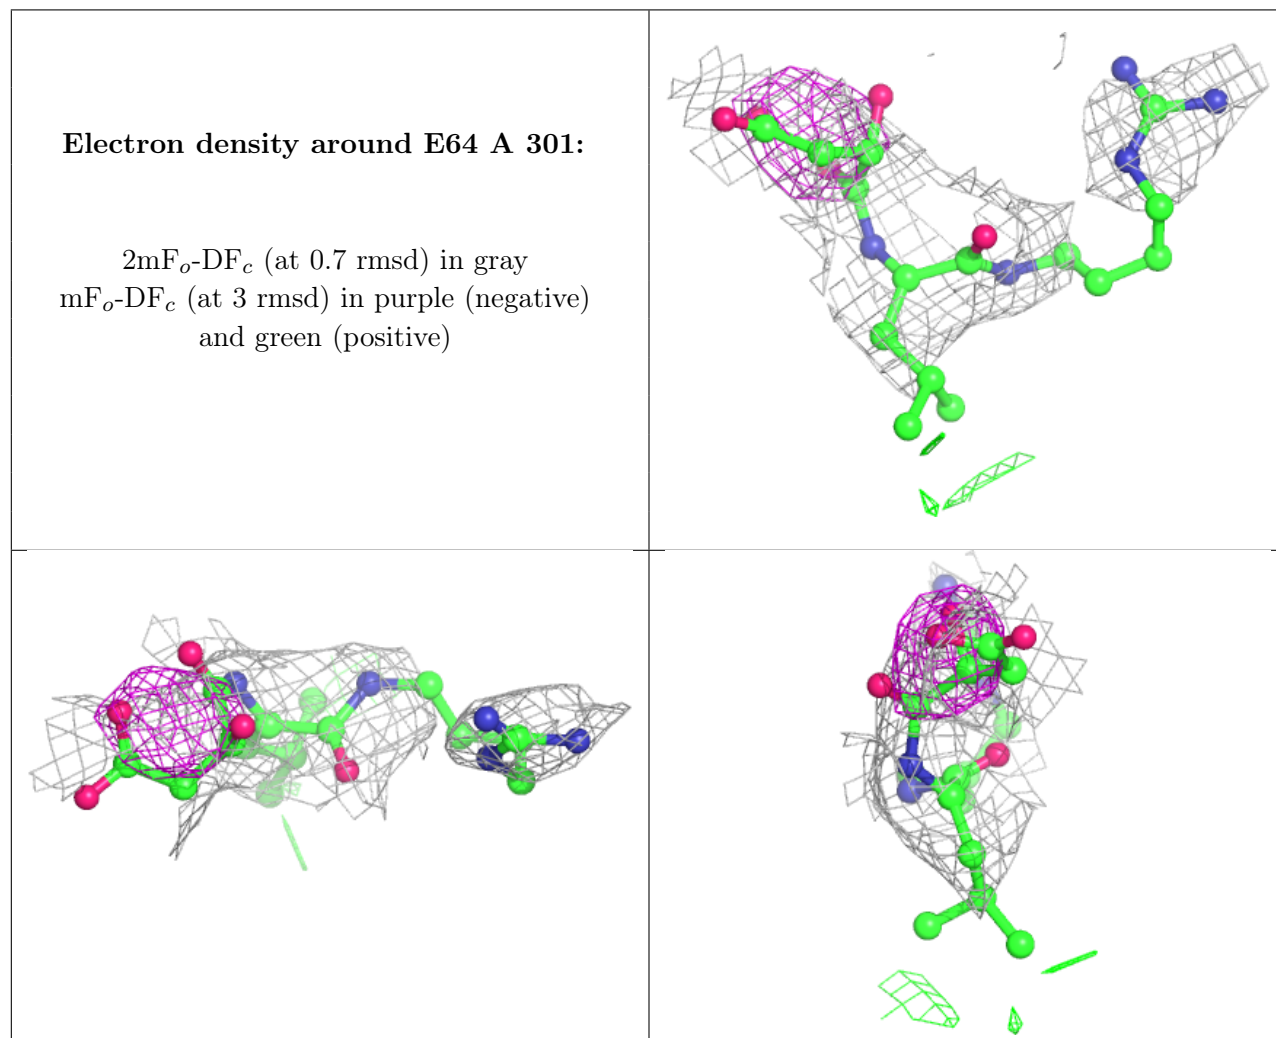 Electron density around E64 A 301:
2mFo-DFc (at 0.7 rmsd) in gray
mFo-DFc (at 3 rmsd) in purple (negative)
and green (positive)